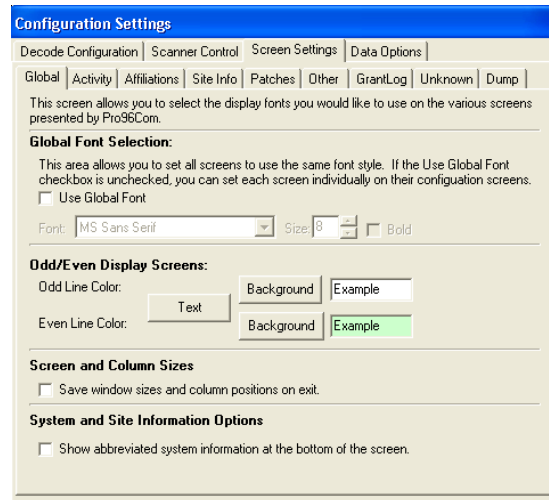 Configuration Settings
Decode Configuration Scanner Control Screen Settings Data Options
Global Activity Affiliations Site Info Patches Other GrantLog Unknown Dump
This screen allows you to select the display fonts you would like to use on the various screens
presented by Pro96Com.
Global Font Selection:
This area allows you to set all screens to use the same font style. If the Use Global Font
checkbox is unchecked, you can set each screen individually on their configuation screens.
Use Global Font
Font: MS Sans Serif Size: 8 Bold
Odd/Even Display Screens:
Odd Line Color: Background Example
Text
Even Line Color: Background Example
Screen and Column Sizes
Save window sizes and column positions on exit.
System and Site Information Options
Show abbreviated system information at the bottom of the screen.